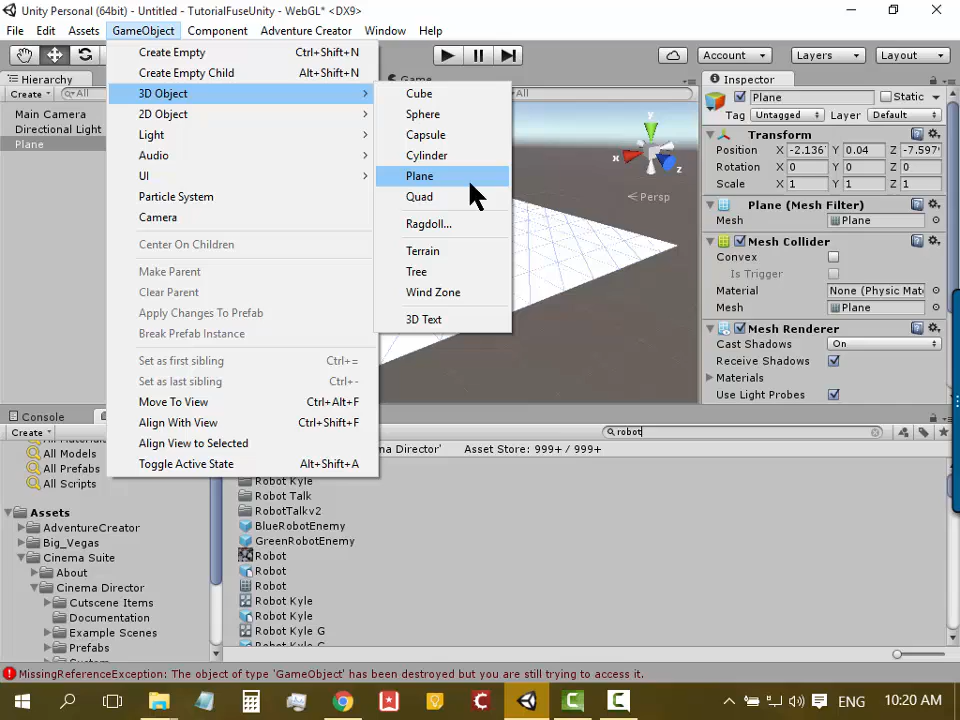 Unity Personal (64bit) - Untitled - TutorialFuseUnity - WebGL* <DX9>
File Edit Assets GameObject Component Adventure Creator Window Help
Account Layers Layout
Hierarchy
Create All
Main Camera
Directional Light
Plane
Create Empty Ctrl+Shift+N
Create Empty Child Alt+Shift+N
3D Object
2D Object
Light
Audio
UI
Particle System
Camera
Center On Children
Make Parent
Clear Parent
Apply Changes To Prefab
Break Prefab Instance
Set as first sibling Ctrl+=
Set as last sibling Ctrl+-
Move To View Ctrl+Alt+F
Align With View Ctrl+Shift+F
Align View to Selected
Toggle Active State Alt+Shift+A
Game
All
Cube
Sphere
Capsule
Cylinder
Plane
Quad
Ragdoll...
Terrain
Tree
Wind Zone
3D Text
y
x
z
Persp
Inspector
Plane Static
Tag Untagged Layer Default
Transform
Position X -2.136 Y 0.04 Z -7.597
Rotation X 0 Y 0 Z 0
Scale X 1 Y 1 Z 1
Plane (Mesh Filter)
Mesh Plane
Mesh Collider
Convex
Is Trigger
Material None (Physic Mat
Mesh Plane
Mesh Renderer
Cast Shadows On
Receive Shadows
Materials
Use Light Probes
Console
Create
robot
All Models
All Prefabs
All Scripts
Assets
AdventureCreator
Big_Vegas
Cinema Suite
About
Cinema Director
Cutscene Items
Documentation
Example Scenes
Prefabs
ma Director' Asset Store: 999+ / 999+
Robot Kyle
Robot Talk
RobotTalkv2
BlueRobotEnemy
GreenRobotEnemy
Robot
Robot
Robot
Robot Kyle
Robot Kyle
Robot Kyle G
MissingReferenceException: The object of type 'GameObject' has been destroyed but you are still trying to access it.
ENG 10:20 AM